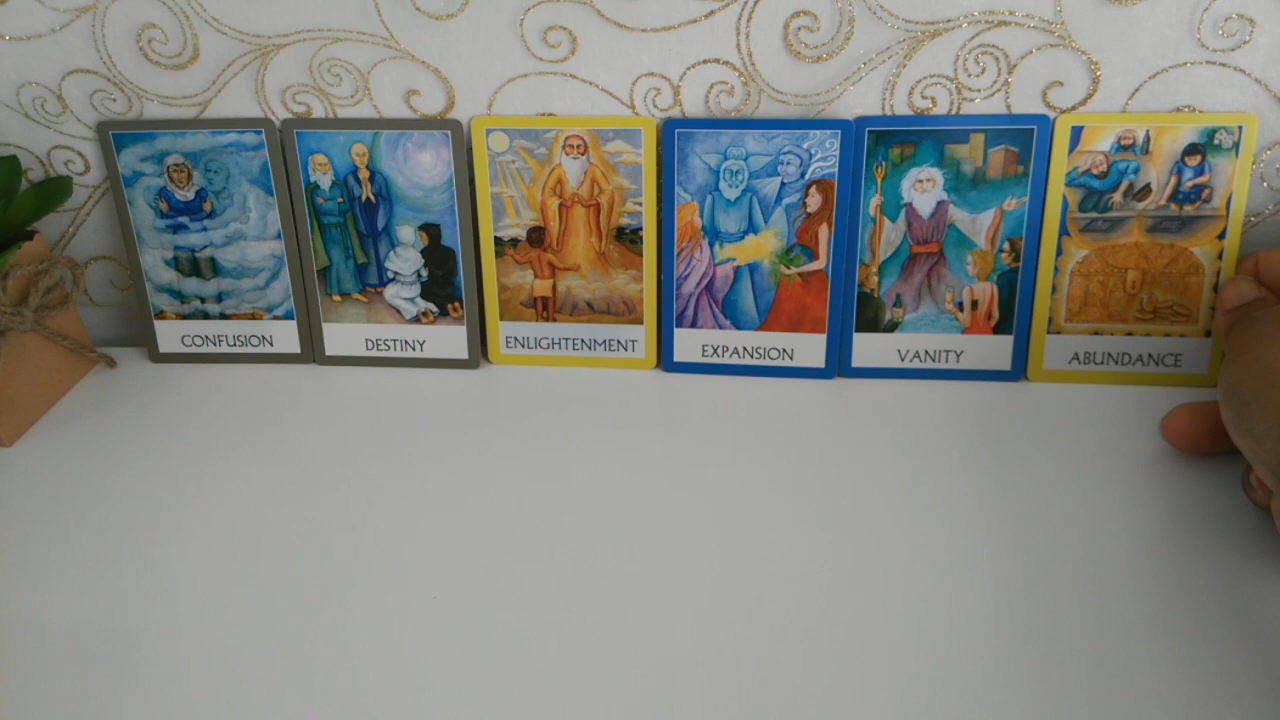 CONFUSION
DESTINY
ENLIGHTENMENT
EXPANSION
VANITY
ABUNDANCE